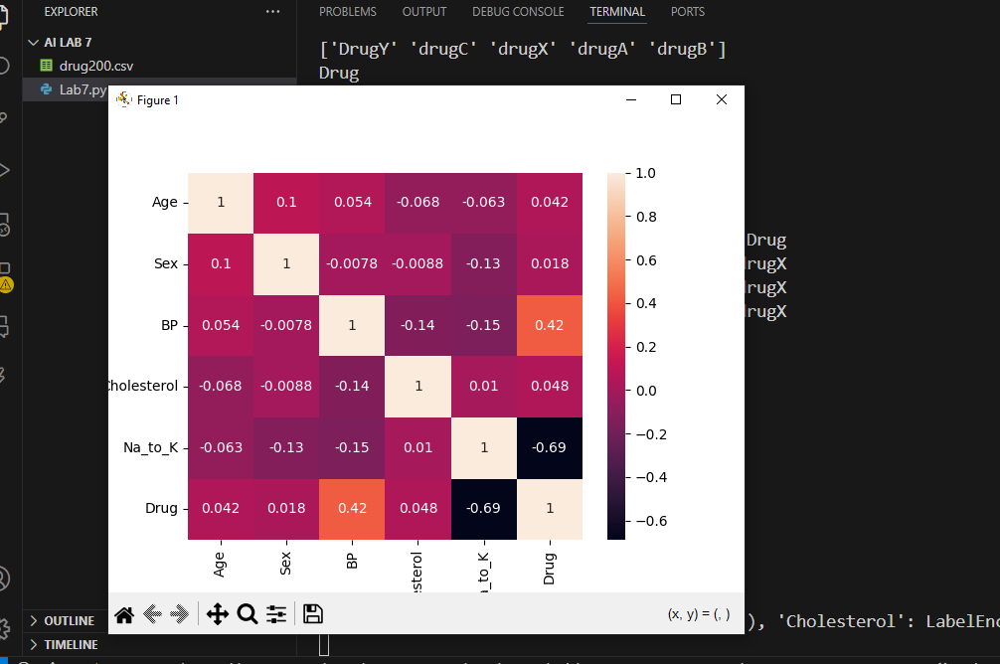 EXPLORER ...
PROBLEMS OUTPUT DEBUG CONSOLE TERMINAL PORTS
AI LAB 7
drug200.csv
Lab7.py
['DrugY' 'drugC' 'drugX' 'drugA' 'drugB']
Drug
Figure 1
Age 1 0.1 0.054 -0.068 -0.063 0.042
Sex 0.1 1 -0.0078 -0.0088 -0.13 0.018
BP 0.054 -0.0078 1 -0.14 -0.15 0.42
holesterol -0.068 -0.0088 -0.14 1 0.01 0.048
Na_to_K -0.063 -0.13 -0.15 0.01 1 -0.69
Drug 0.042 0.018 0.42 0.048 -0.69 1
Age Sex BP esterol a_to_K Drug
1.0
0.8
0.6
0.4
0.2
0.0
−0.2
−0.4
−0.6
Drug
rugX
rugX
rugX
(x, y) = (, )
OUTLINE
TIMELINE
), 'Cholesterol': LabelEnc